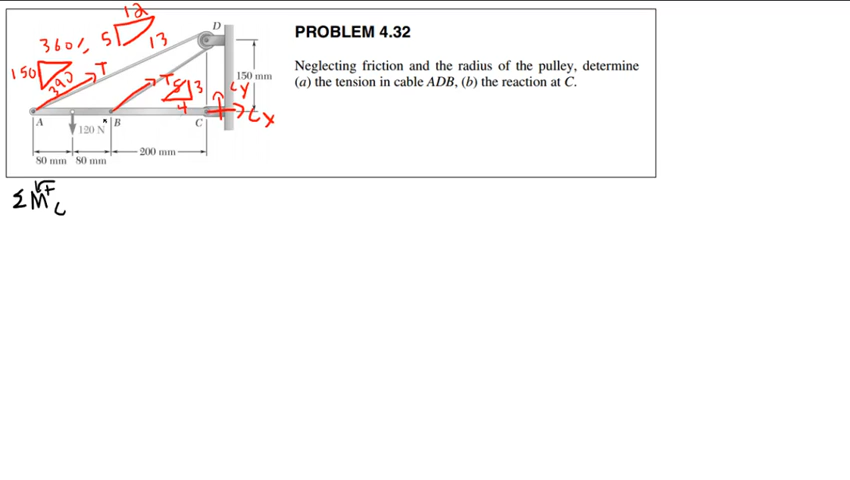 PROBLEM 4.32
Neglecting friction and the radius of the pulley, determine
(a) the tension in cable ADB, (b) the reaction at C.
12
5
13
D
360
150
390
T
T
5
3
4
150 mm
Cy
Cx
A
120 N
B
C
200 mm
80 mm 80 mm
ΣM+C